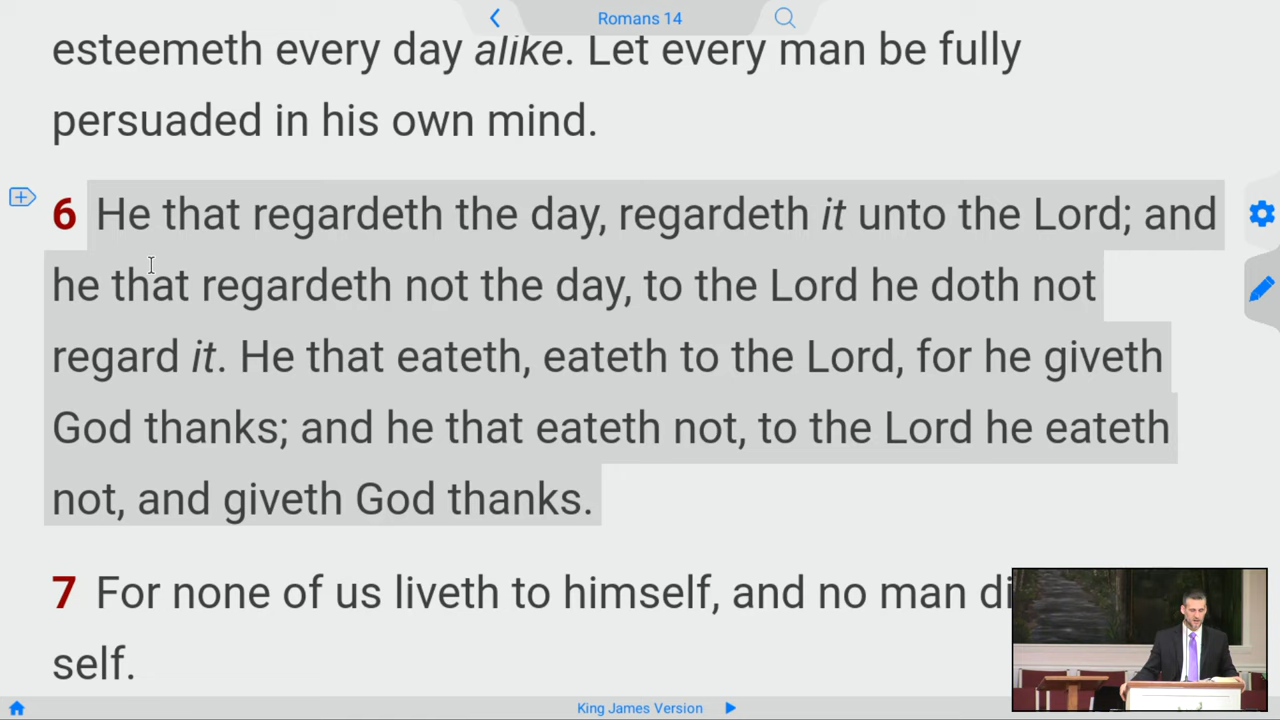 Romans 14
esteemeth every day alike. Let every man be fully
persuaded in his own mind.
6 He that regardeth the day, regardeth it unto the Lord; and
he that regardeth not the day, to the Lord he doth not
regard it. He that eateth, eateth to the Lord, for he giveth
God thanks; and he that eateth not, to the Lord he eateth
not, and giveth God thanks.
7 For none of us liveth to himself, and no man di
self.
King James Version